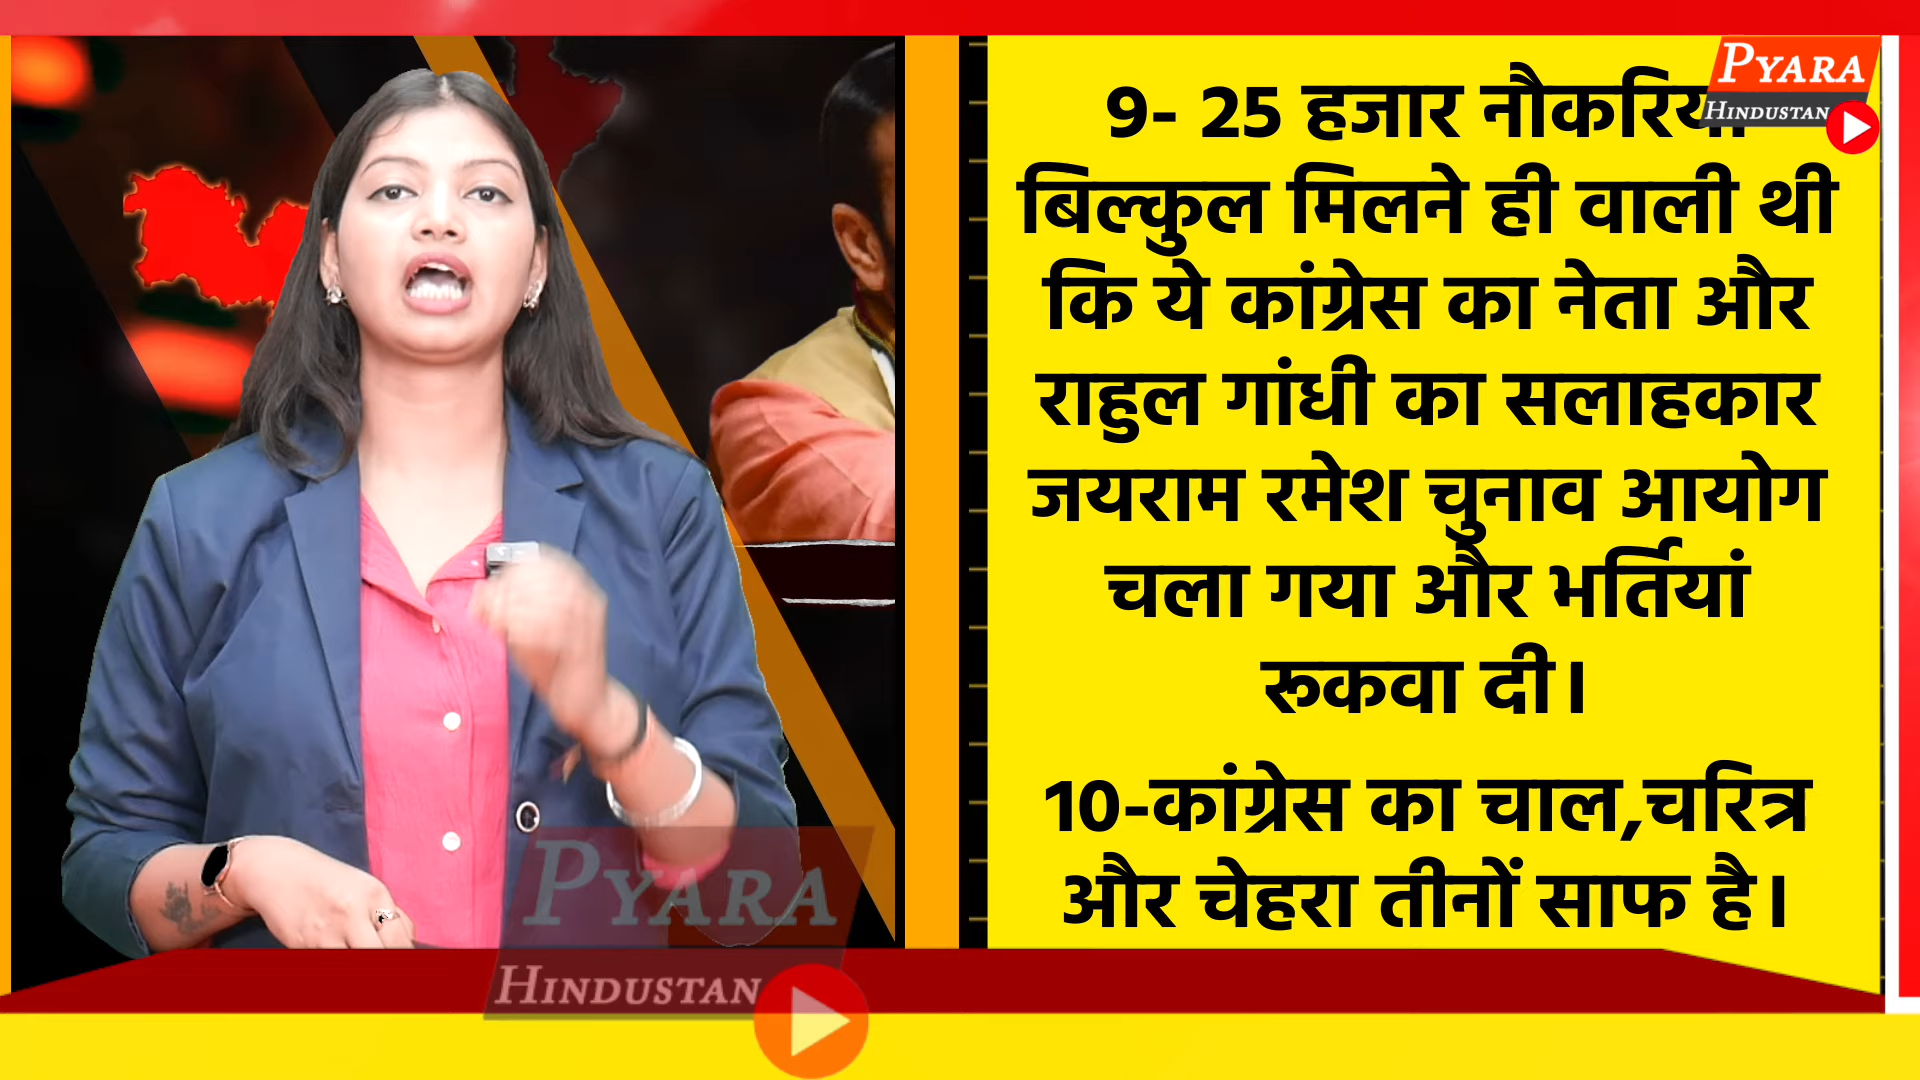 PYARA
HINDUSTAN
9- 25 हजार नौकरियां
बिल्कुल मिलने ही वाली थी
कि ये कांग्रेस का नेता और
राहुल गांधी का सलाहकार
जयराम रमेश चुनाव आयोग
चला गया और भर्तियां
रूकवा दी।
10-कांग्रेस का चाल,चरित्र
और चेहरा तीनों साफ है।
PYARA
HINDUSTAN